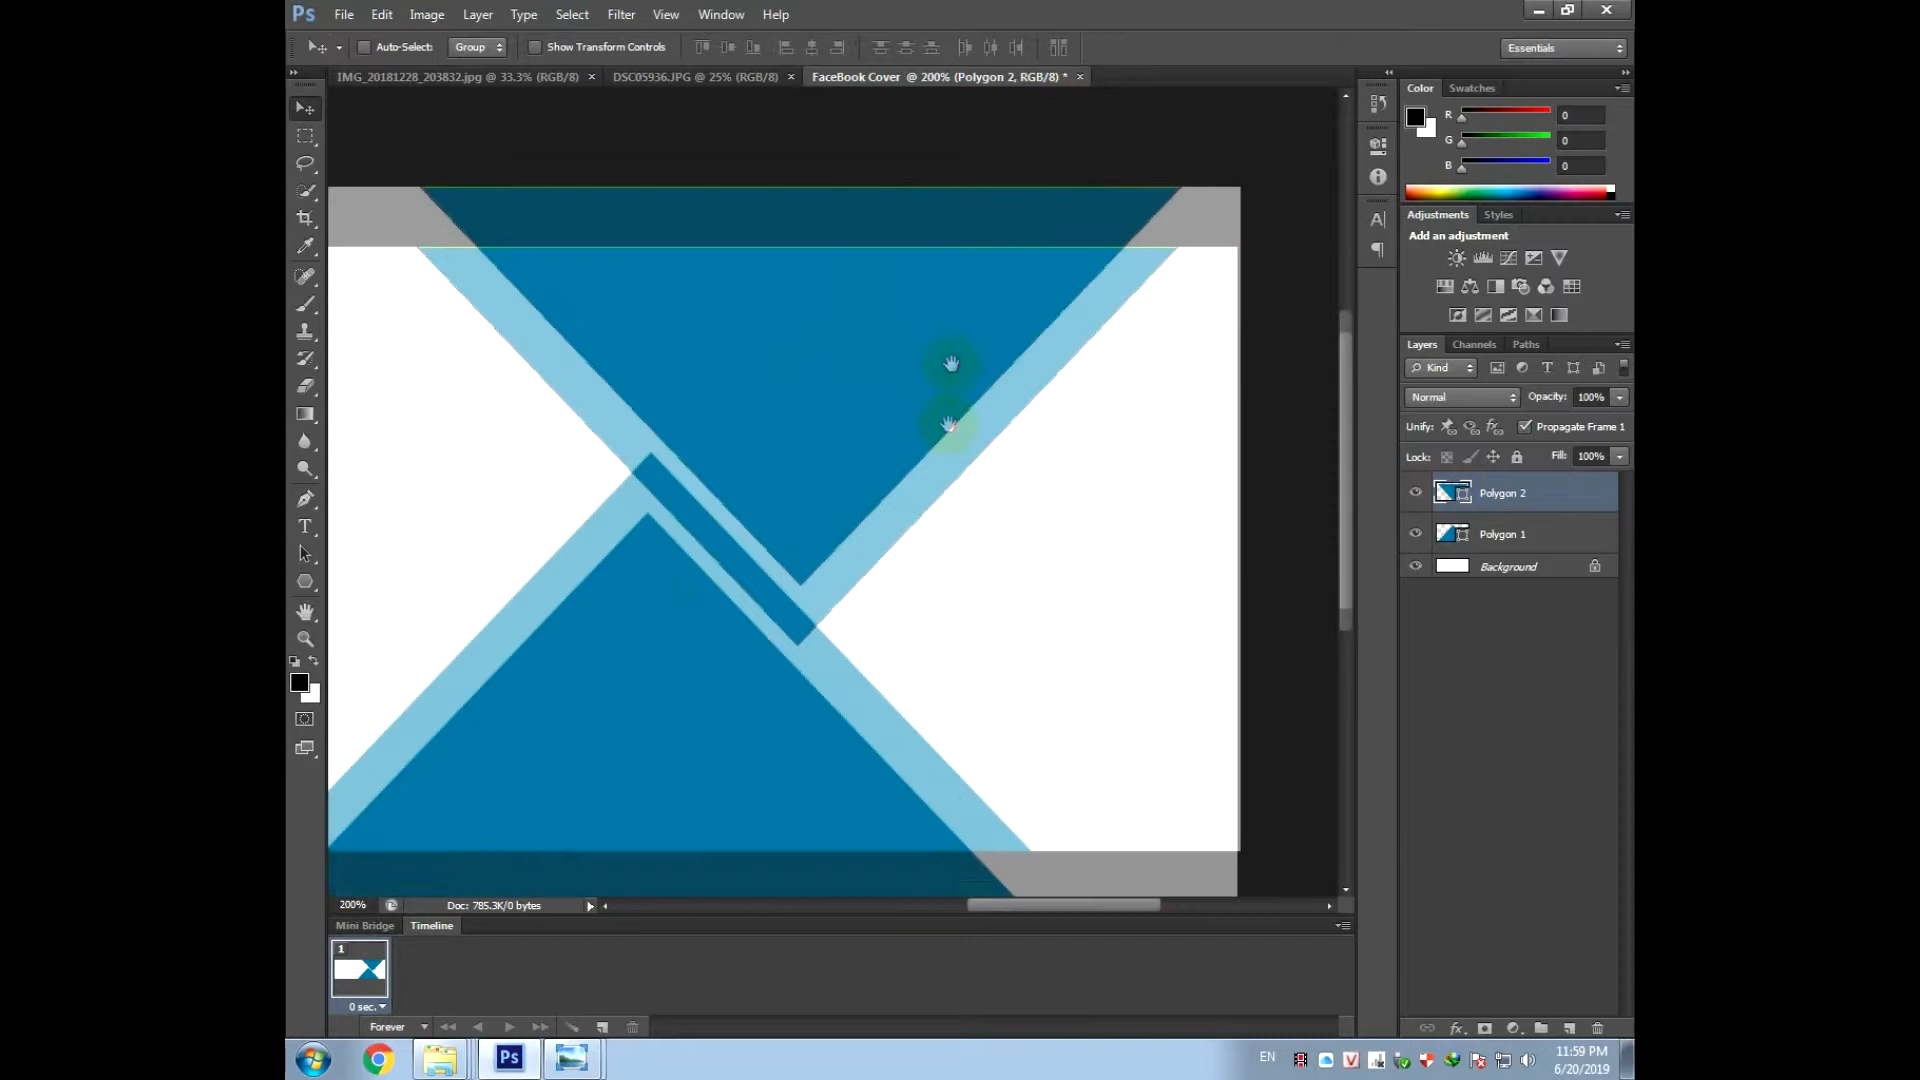 Ps File Edit Image Layer Type Select Filter View Window Help
Auto-Select: Group Show Transform Controls Essentials
IMG_20181228_203832.jpg @ 33.3% (RGB/8) × DSC05936.JPG @ 25% (RGB/8) × FaceBook Cover @ 200% (Polygon 2, RGB/8) * ×
Color Swatches
R 0
G 0
B 0
Adjustments Styles
Add an adjustment
Layers Channels Paths
Kind
Normal Opacity: 100%
Unify: Propagate Frame 1
Lock: Fill: 100%
Polygon 2
Polygon 1
Background
200% Doc: 785.3K/0 bytes
Mini Bridge Timeline
1
0 sec.
Forever
Ps EN 11:59 PM
6/20/2019